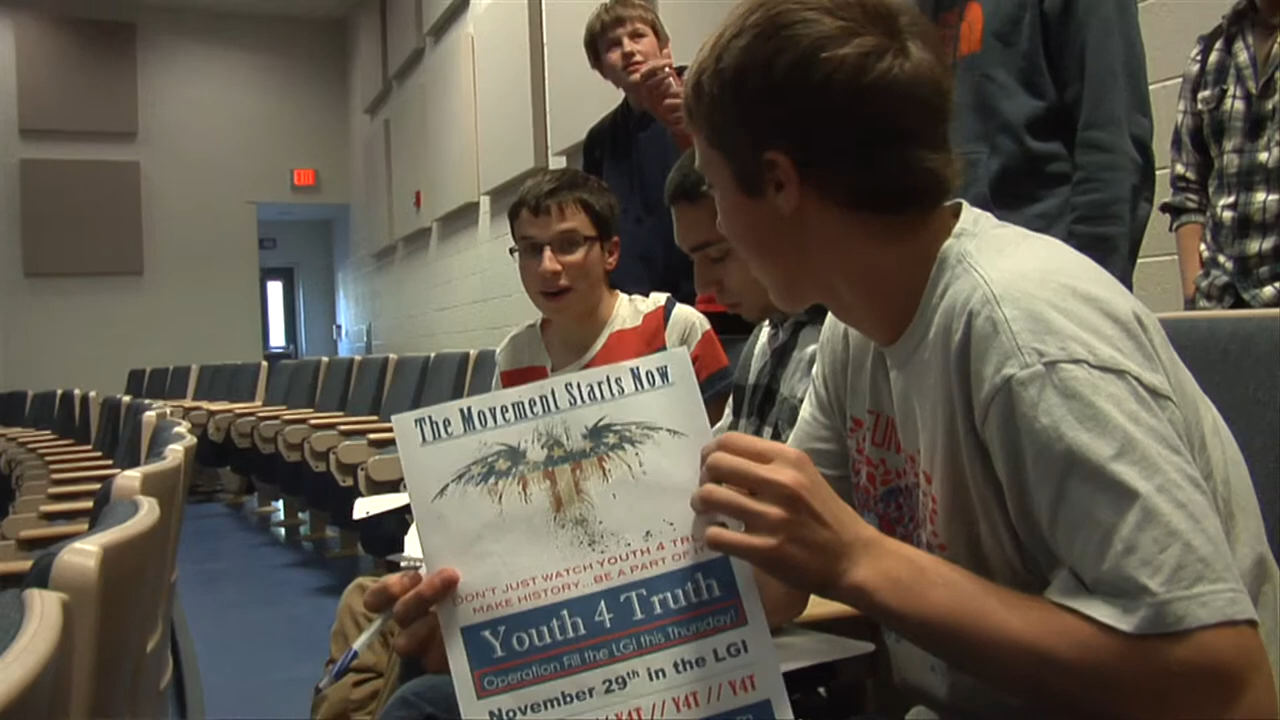 EXIT
The Movement Starts Now
DON'T JUST WATCH YOUTH 4
MAKE HISTORY...BE A PART OF
Youth 4 Truth
Operation Fill the LGI this Thursday!
November 29th in the LGI
Y4T // Y4T // Y4T